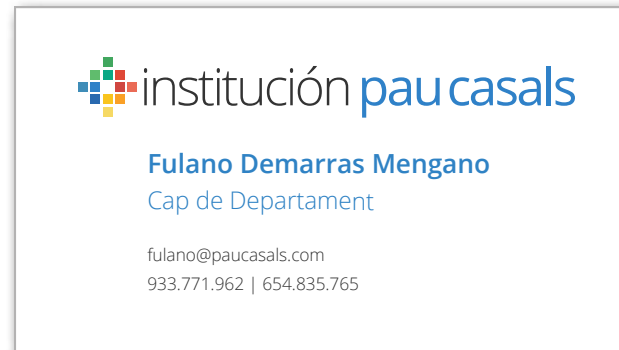 institución pau casals
Fulano Demarras Mengano
Cap de Departament
fulano@paucasals.com
933.771.962 | 654.835.765